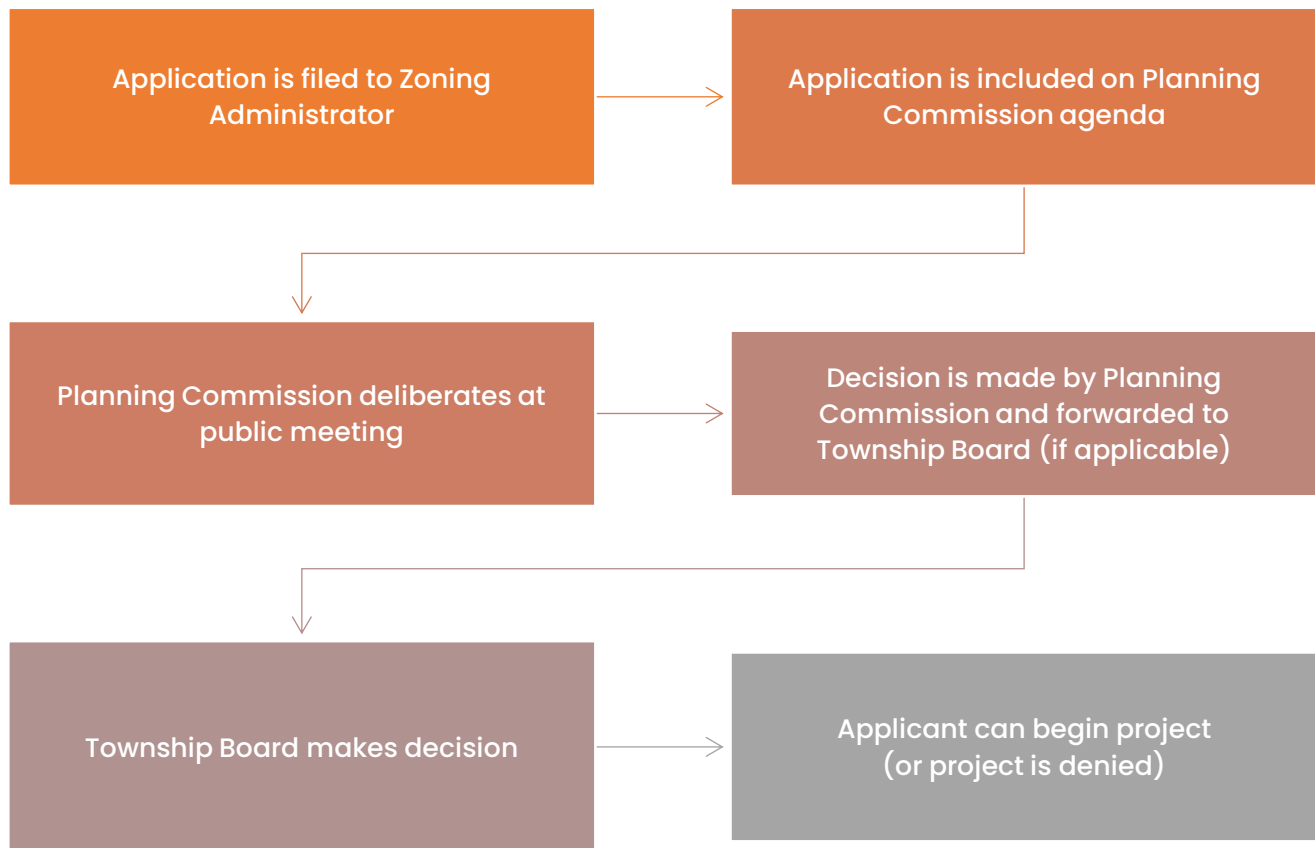 Application is filed to Zoning
Administrator
Application is included on Planning
Commission agenda
Planning Commission deliberates at
public meeting
Decision is made by Planning
Commission and forwarded to
Township Board (if applicable)
Township Board makes decision
Applicant can begin project
(or project is denied)